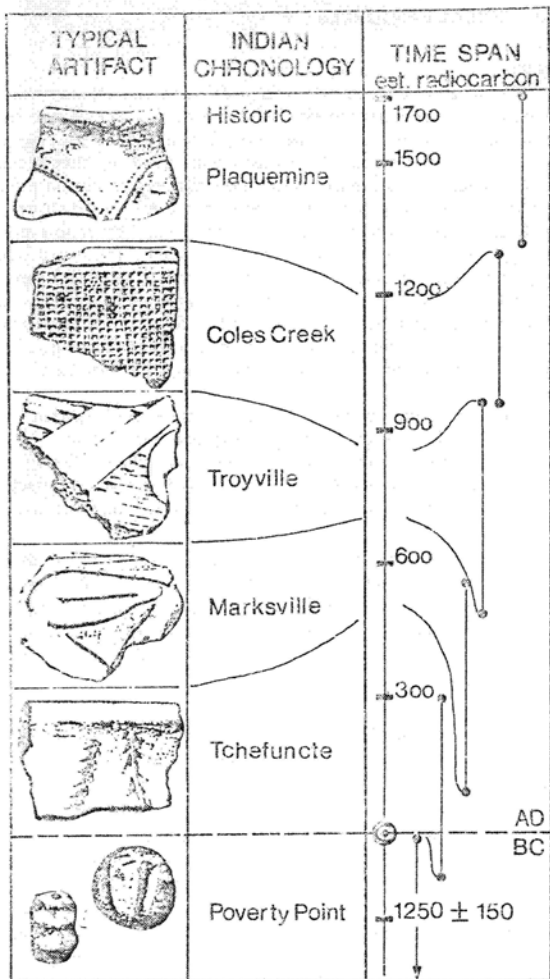 TYPICAL
ARTIFACT
INDIAN
CHRONOLOGY
TIME SPAN
est. radiocarbon
Historic
1700
1500
Plaquemine
1200
Coles Creek
900
Troyville
600
Marksville
300
Tchefuncte
AD
BC
Poverty Point
1250 ± 150